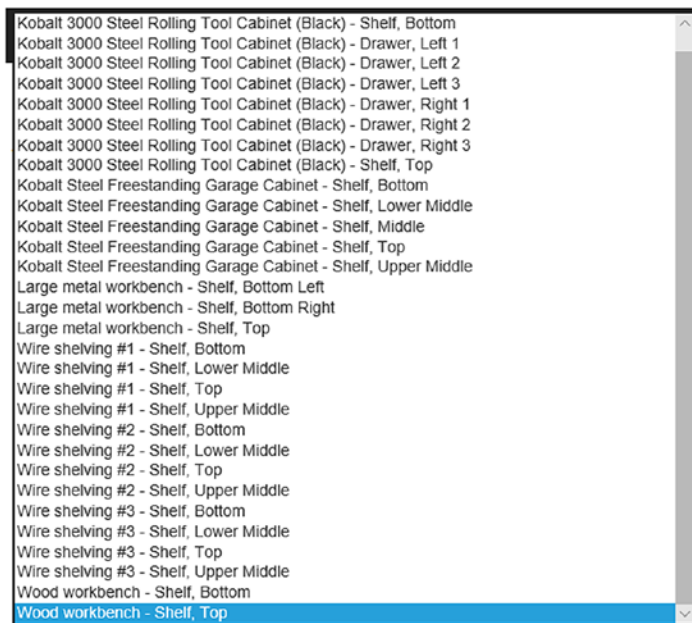 Kobalt 3000 Steel Rolling Tool Cabinet (Black) - Shelf, Bottom
Kobalt 3000 Steel Rolling Tool Cabinet (Black) - Drawer, Left 1
Kobalt 3000 Steel Rolling Tool Cabinet (Black) - Drawer, Left 2
Kobalt 3000 Steel Rolling Tool Cabinet (Black) - Drawer, Left 3
Kobalt 3000 Steel Rolling Tool Cabinet (Black) - Drawer, Right 1
Kobalt 3000 Steel Rolling Tool Cabinet (Black) - Drawer, Right 2
Kobalt 3000 Steel Rolling Tool Cabinet (Black) - Drawer, Right 3
Kobalt 3000 Steel Rolling Tool Cabinet (Black) - Shelf, Top
Kobalt Steel Freestanding Garage Cabinet - Shelf, Bottom
Kobalt Steel Freestanding Garage Cabinet - Shelf, Lower Middle
Kobalt Steel Freestanding Garage Cabinet - Shelf, Middle
Kobalt Steel Freestanding Garage Cabinet - Shelf, Top
Kobalt Steel Freestanding Garage Cabinet - Shelf, Upper Middle
Large metal workbench - Shelf, Bottom Left
Large metal workbench - Shelf, Bottom Right
Large metal workbench - Shelf, Top
Wire shelving #1 - Shelf, Bottom
Wire shelving #1 - Shelf, Lower Middle
Wire shelving #1 - Shelf, Top
Wire shelving #1 - Shelf, Upper Middle
Wire shelving #2 - Shelf, Bottom
Wire shelving #2 - Shelf, Lower Middle
Wire shelving #2 - Shelf, Top
Wire shelving #2 - Shelf, Upper Middle
Wire shelving #3 - Shelf, Bottom
Wire shelving #3 - Shelf, Lower Middle
Wire shelving #3 - Shelf, Top
Wire shelving #3 - Shelf, Upper Middle
Wood workbench - Shelf, Bottom
Wood workbench - Shelf, Top